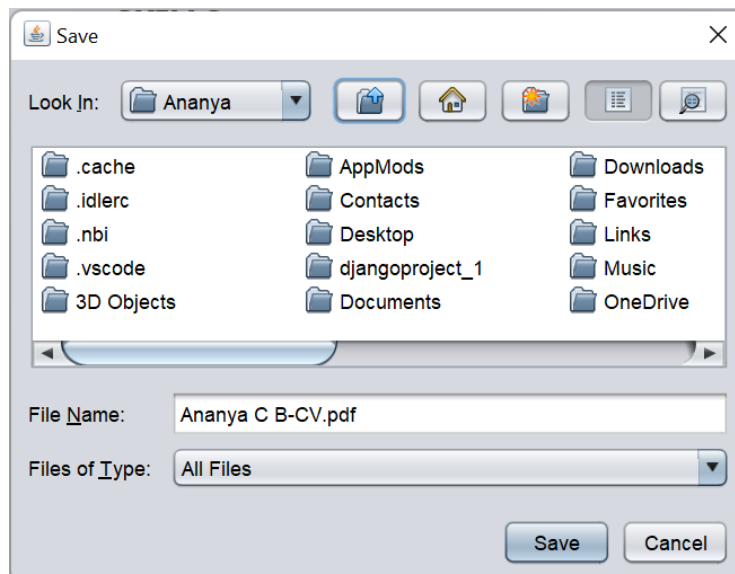 Save
Look In: Ananya
.cache AppMods Downloads
.idlerc Contacts Favorites
.nbi Desktop Links
.vscode djangoproject_1 Music
3D Objects Documents OneDrive
File Name: Ananya C B-CV.pdf
Files of Type: All Files
Save Cancel